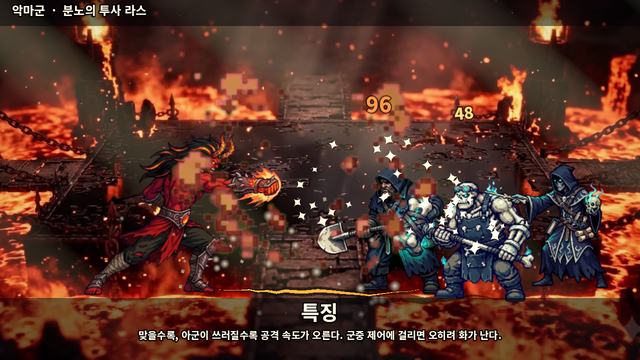 악마군 · 분노의 투사 라스
96
48
특징
맞을수록, 아군이 쓰러질수록 공격 속도가 오른다. 군중 제어에 걸리면 오히려 화가 난다.